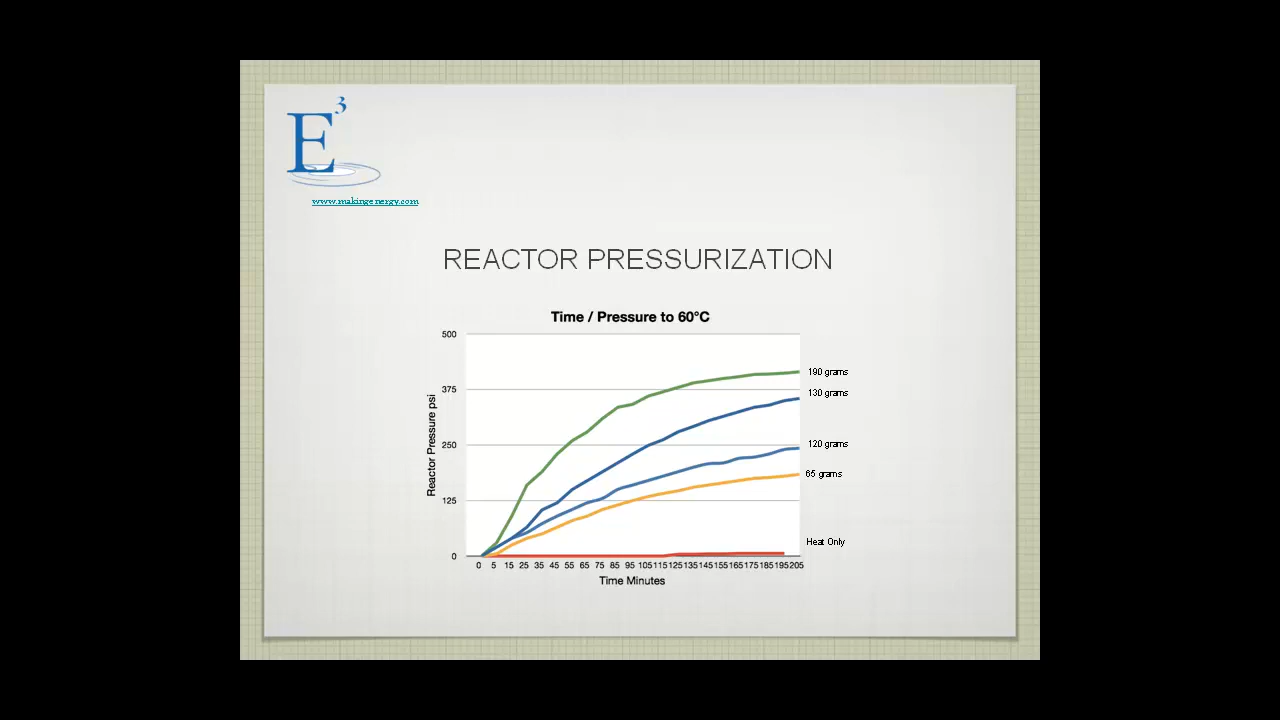 E3
www.makingenergy.com
REACTOR PRESSURIZATION
Time / Pressure to 60°C
500
375
250
125
0
Reactor Pressure psi
190 grams
130 grams
120 grams
65 grams
Heat Only
0 5 15 25 35 45 55 65 75 85 95 105 115 125 135 145 155 165 175 185 195 205
Time Minutes